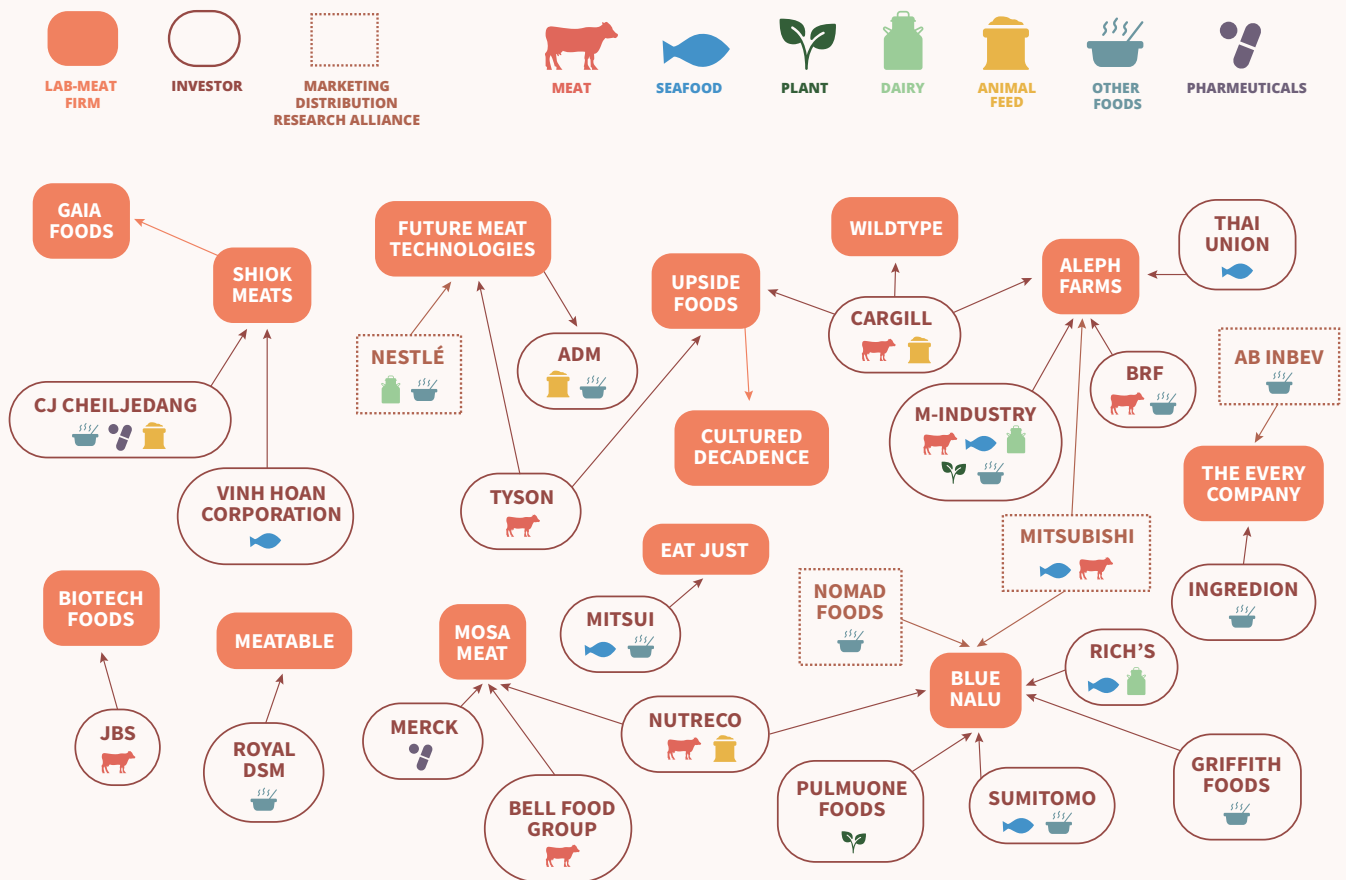 LAB-MEAT
FIRM
INVESTOR
MARKETING
DISTRIBUTION
RESEARCH ALLIANCE
MEAT
SEAFOOD
PLANT
DAIRY
ANIMAL
FEED
OTHER
FOODS
PHARMEUTICALS
GAIA
FOODS
SHIOK
MEATS
FUTURE MEAT
TECHNOLOGIES
UPSIDE
FOODS
WILDTYPE
ALEPH
FARMS
THAI
UNION
CARGILL
NESTLÉ
ADM
AB INBEV
BRF
CJ CHEILJEDANG
M-INDUSTRY
CULTURED
DECADENCE
THE EVERY
COMPANY
VINH HOAN
CORPORATION
TYSON
MITSUBISHI
EAT JUST
INGREDION
NOMAD
FOODS
BIOTECH
FOODS
MEATABLE
MOSA
MEAT
MITSUI
RICH'S
BLUE
NALU
JBS
ROYAL
DSM
MERCK
NUTRECO
GRIFFITH
FOODS
PULMUONE
FOODS
SUMITOMO
BELL FOOD
GROUP